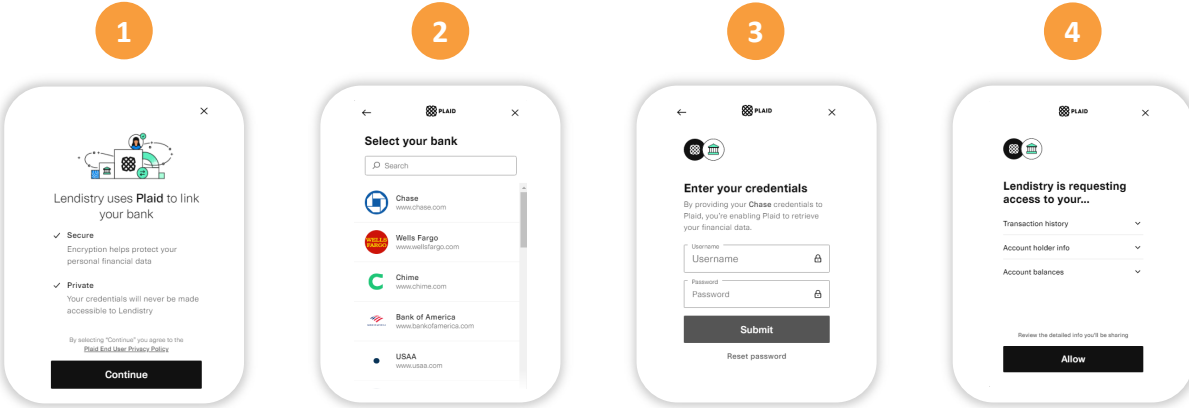 1
2
3
4
Lendistry uses Plaid to link
your bank
Secure
Encryption helps protect your
personal financial data
Private
Your credentials will never be made
accessible to Lendistry
By selecting "Continue" you agree to the
Plaid End User Privacy Policy
Continue
PLAID
Select your bank
Search
Chase
www.chase.com
WELLS
FARGO
Wells Fargo
www.wellsfargo.com
Chime
www.chime.com
Bank of America
www.bankofamerica.com
USAA
www.usaa.com
PLAID
Enter your credentials
By providing your Chase credentials to
Plaid, you're enabling Plaid to retrieve
your financial data.
Username
Username
Password
Password
Submit
Reset password
PLAID
Lendistry is requesting
access to your...
Transaction history
Account holder info
Account balances
Review the detailed info you'll be sharing
Allow